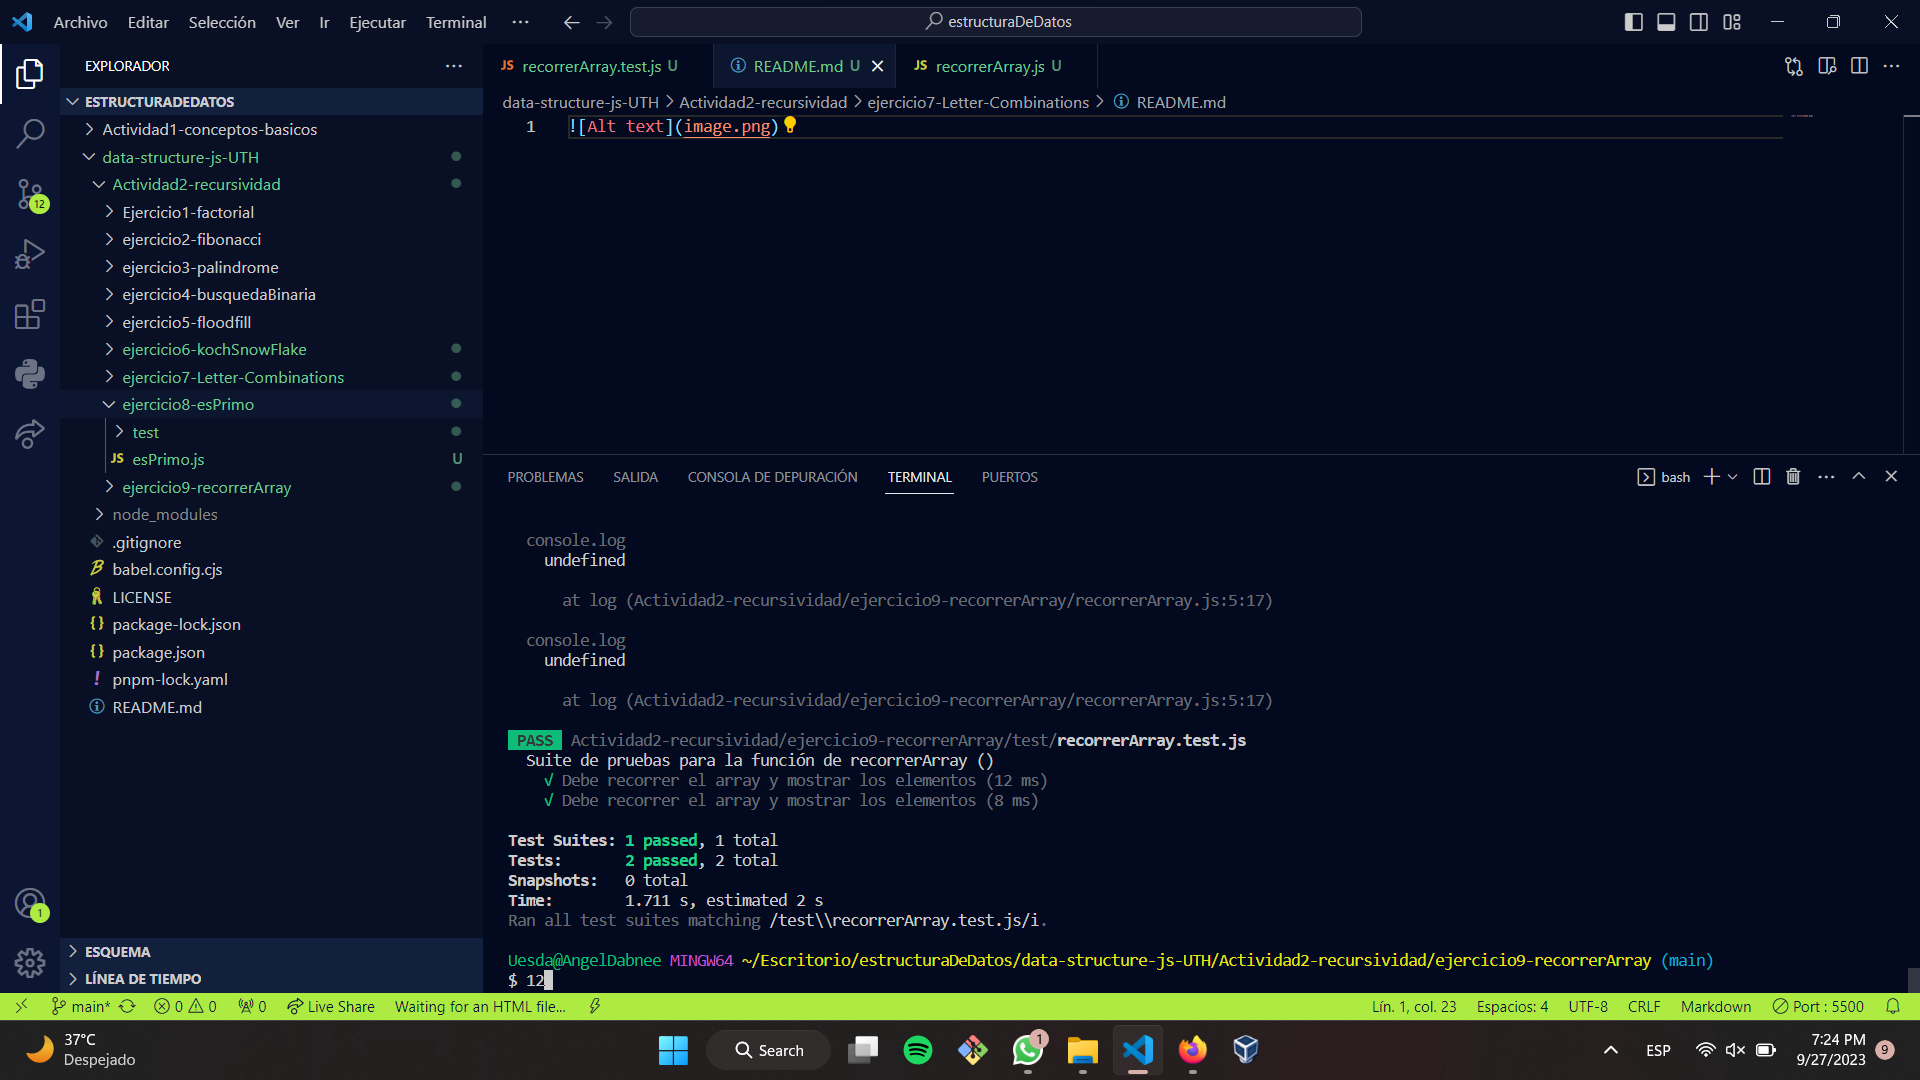 Archivo Editar Selección Ver Ir Ejecutar Terminal ··· estructuraDeDatos
EXPLORADOR ···
ESTRUCTURADEDATOS
Actividad1-conceptos-basicos
data-structure-js-UTH
Actividad2-recursividad
Ejercicio1-factorial
ejercicio2-fibonacci
ejercicio3-palindrome
ejercicio4-busquedaBinaria
ejercicio5-floodfill
ejercicio6-kochSnowFlake
ejercicio7-Letter-Combinations
ejercicio8-esPrimo
test
JS esPrimo.js U
ejercicio9-recorrerArray
node_modules
.gitignore
babel.config.cjs
LICENSE
{} package-lock.json
{} package.json
! pnpm-lock.yaml
README.md
ESQUEMA
LÍNEA DE TIEMPO
12
1
JS recorrerArray.test.js U README.md U JS recorrerArray.js U
data-structure-js-UTH > Actividad2-recursividad > ejercicio7-Letter-Combinations > README.md
1 ![Alt text](image.png)
PROBLEMAS SALIDA CONSOLA DE DEPURACIÓN TERMINAL PUERTOS bash
console.log
undefined
at log (Actividad2-recursividad/ejercicio9-recorrerArray/recorrerArray.js:5:17)
console.log
undefined
at log (Actividad2-recursividad/ejercicio9-recorrerArray/recorrerArray.js:5:17)
PASS Actividad2-recursividad/ejercicio9-recorrerArray/test/recorrerArray.test.js
Suite de pruebas para la función de recorrerArray ()
√ Debe recorrer el array y mostrar los elementos (12 ms)
√ Debe recorrer el array y mostrar los elementos (8 ms)
Test Suites: 1 passed, 1 total
Tests: 2 passed, 2 total
Snapshots: 0 total
Time: 1.711 s, estimated 2 s
Ran all test suites matching /test\\recorrerArray.test.js/i.
Uesda@AngelDabnee MINGW64 ~/Escritorio/estructuraDeDatos/data-structure-js-UTH/Actividad2-recursividad/ejercicio9-recorrerArray (main)
$ 12
main* 0 0 0 Live Share Waiting for an HTML file... Lín. 1, col. 23 Espacios: 4 UTF-8 CRLF Markdown Port : 5500
37°C
Despejado
Search
1
ESP
7:24 PM
9/27/2023
9